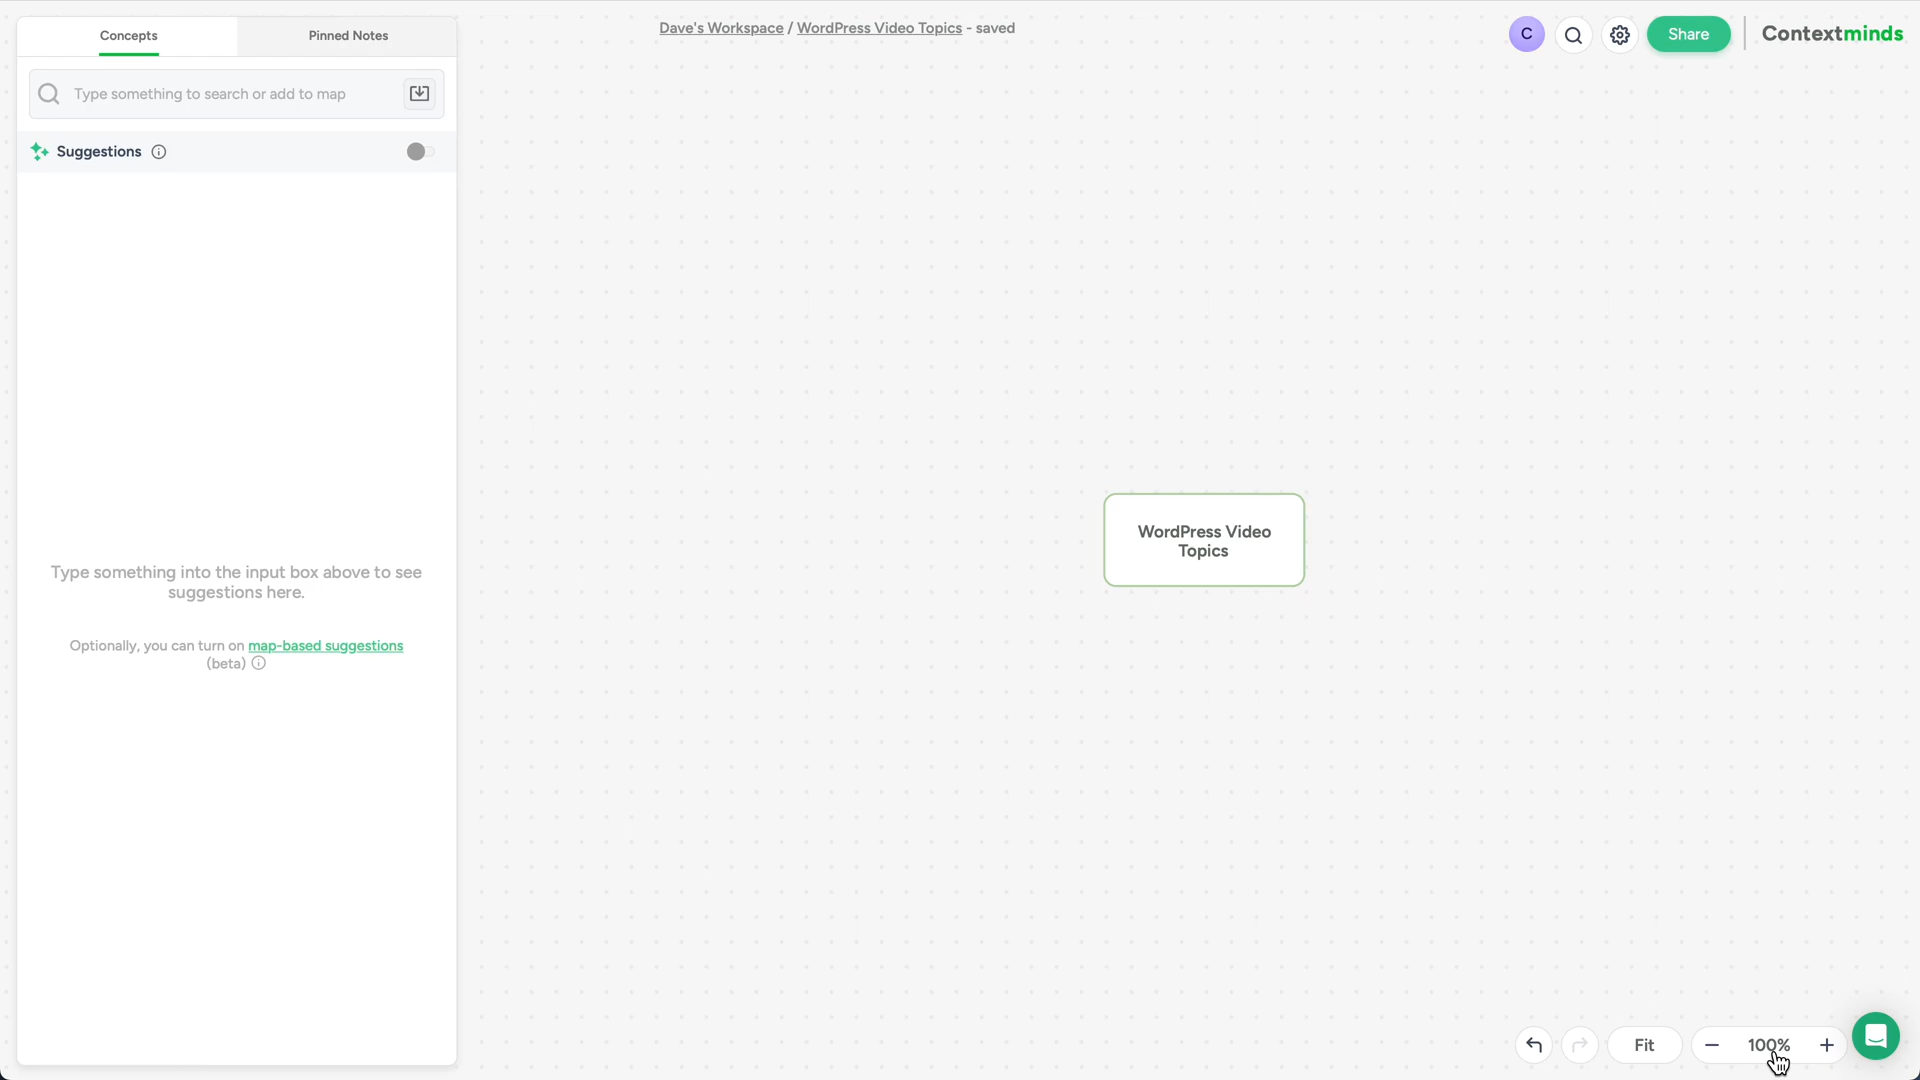 Concepts
Pinned Notes
Dave's Workspace / WordPress Video Topics - saved
C
Share
Contextminds
Type something to search or add to map
Suggestions
WordPress Video
Topics
Type something into the input box above to see
suggestions here.
Optionally, you can turn on map-based suggestions
(beta)
Fit
100%